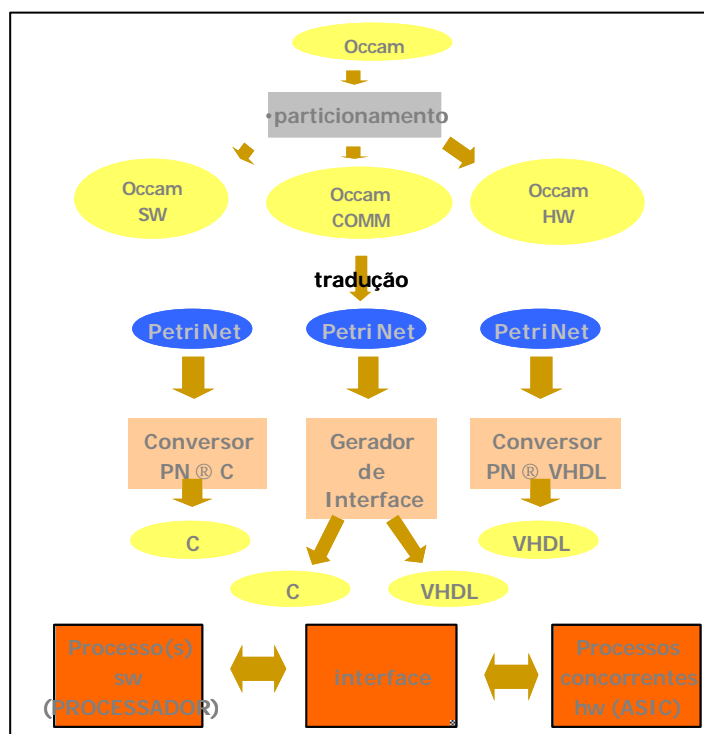 Occam
•particionamento
Occam
SW
Occam
COMM
Occam
HW
tradução
PetriNet
PetriNet
PetriNet
Conversor
PN ® C
Gerador
de
Interface
Conversor
PN ® VHDL
C
VHDL
C
VHDL
Processo(s)
sw
(PROCESSADOR)
interface
Processos
concorrentes
hw (ASIC)